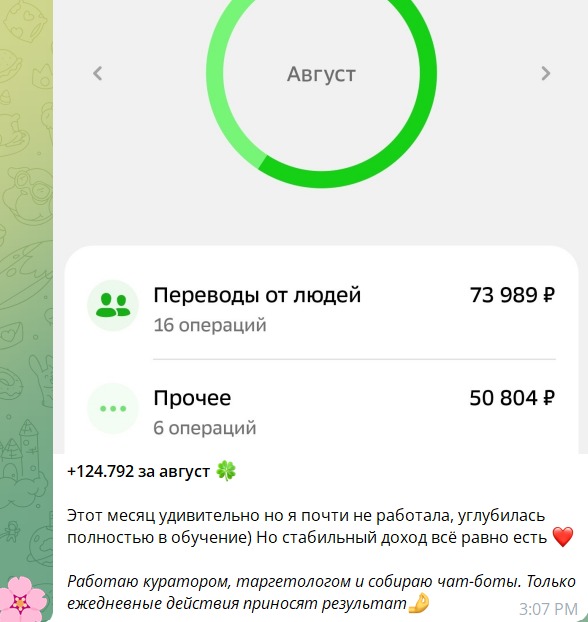 Август
Переводы от людей 73 989 ₽
16 операций
Прочее 50 804 ₽
6 операций
+124.792 за август 🍀
Этот месяц удивительно но я почти не работала, углубилась
полностью в обучение) Но стабильный доход всё равно есть ❤️
Работаю куратором, таргетологом и собираю чат-боты. Только
ежедневные действия приносят результат🤌
3:07 PM